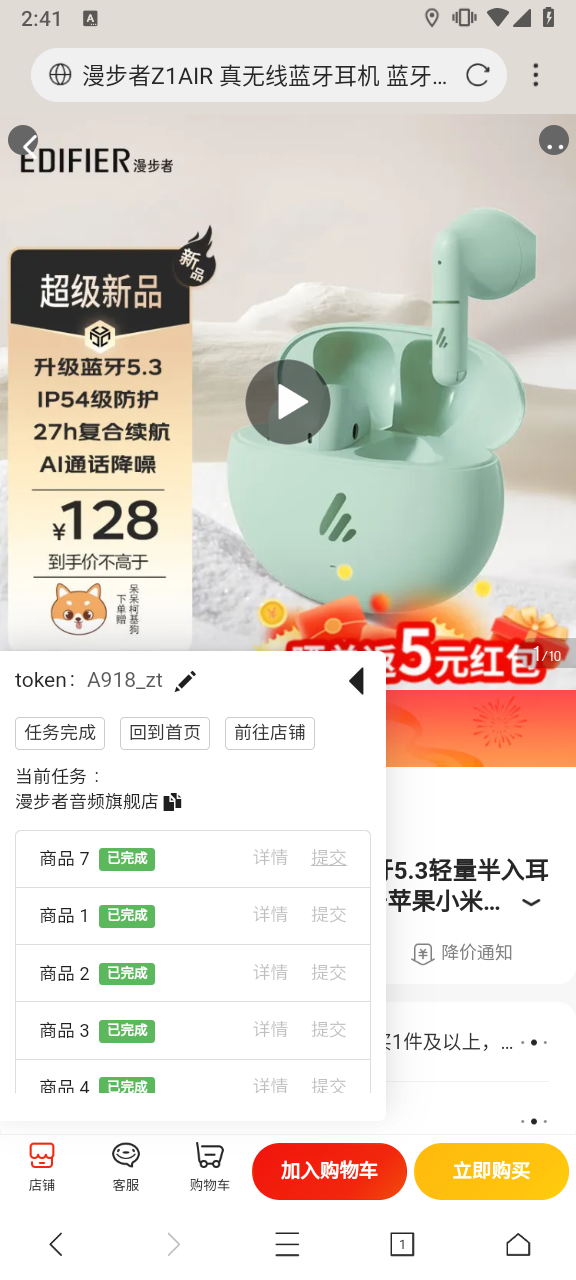 2:41
A
漫步者Z1AIR 真无线蓝牙耳机 蓝牙...
EDIFIER 漫步者
新品
超级新品
升级蓝牙5.3
IP54级防护
27h复合续航
AI通话降噪
¥128
到手价不高于
呆呆柯基狗
下单赠
5元红包
1/10
token: A918_zt
任务完成
回到首页
前往店铺
当前任务：
漫步者音频旗舰店
商品 7 已完成 详情 提交
商品 1 已完成 详情 提交
商品 2 已完成 详情 提交
商品 3 已完成 详情 提交
商品 4 已完成 详情 提交
5.3轻量半入耳
苹果小米...
降价通知
买1件及以上，...
店铺
客服
购物车
加入购物车
立即购买
1